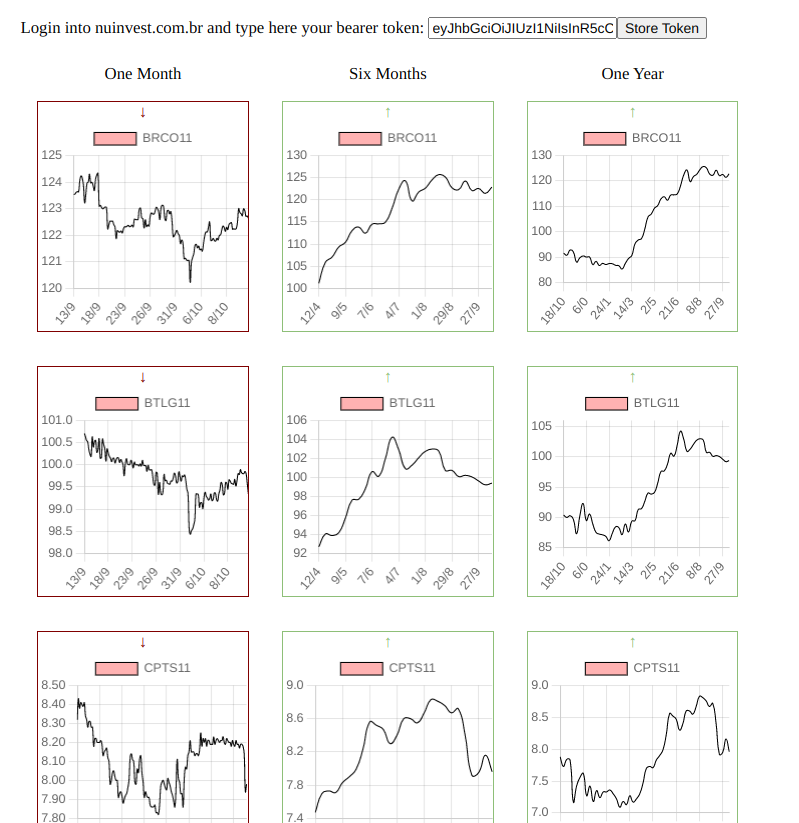 Login into nuinvest.com.br and type here your bearer token: eyJhbGciOiJIUzI1NiIsInR5cC Store Token
One Month Six Months One Year
↓ ↑ ↑
BRCO11 BRCO11 BRCO11
125 130 130
124 125 120
123 120 110
122 115 100
121 110 90
120 105 80
100
13/9 18/9 23/9 26/9 31/9 6/10 8/10
12/4 9/5 7/6 4/7 1/8 29/8 27/9
18/10 6/0 24/1 14/3 2/5 21/6 8/8 27/9
↓ ↑ ↑
BTLG11 BTLG11 BTLG11
101.0 106 105
100.5 104 100
100.0 102 95
99.5 100 90
99.0 98 85
98.5 96
98.0 94
92
13/9 18/9 23/9 26/9 31/9 6/10 8/10
12/4 9/5 7/6 4/7 1/8 29/8 27/9
18/10 6/0 24/1 14/3 2/5 21/6 8/8 27/9
↓ ↑ ↑
CPTS11 CPTS11 CPTS11
8.50 9.0 9.0
8.40 8.6 8.5
8.30 8.2 8.0
8.20 7.8 7.5
8.10 7.4 7.0
8.00
7.90
7.80